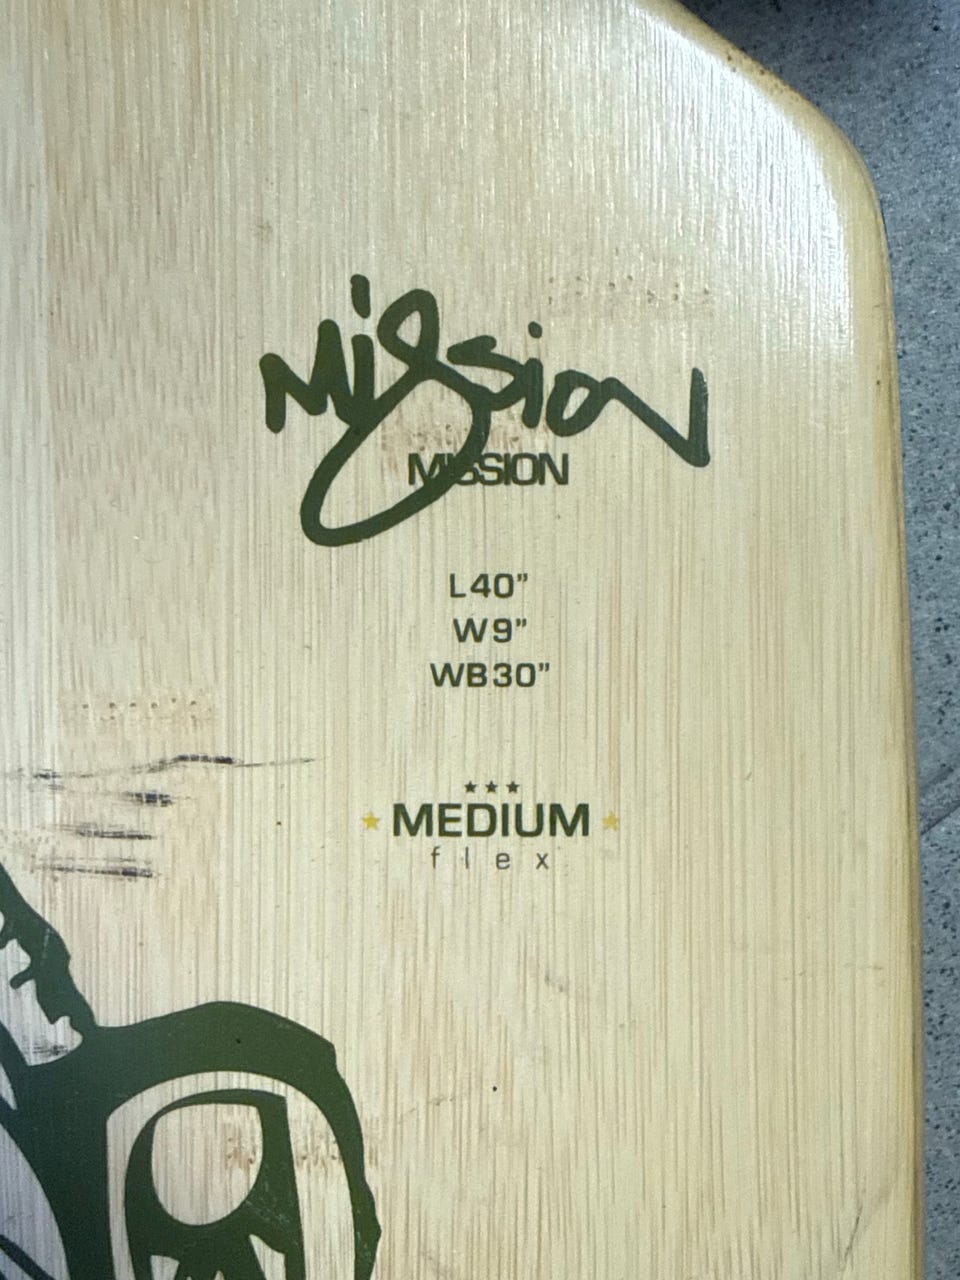 Mission
MISSION
L40”
W9”
WB30”
MEDIUM
flex